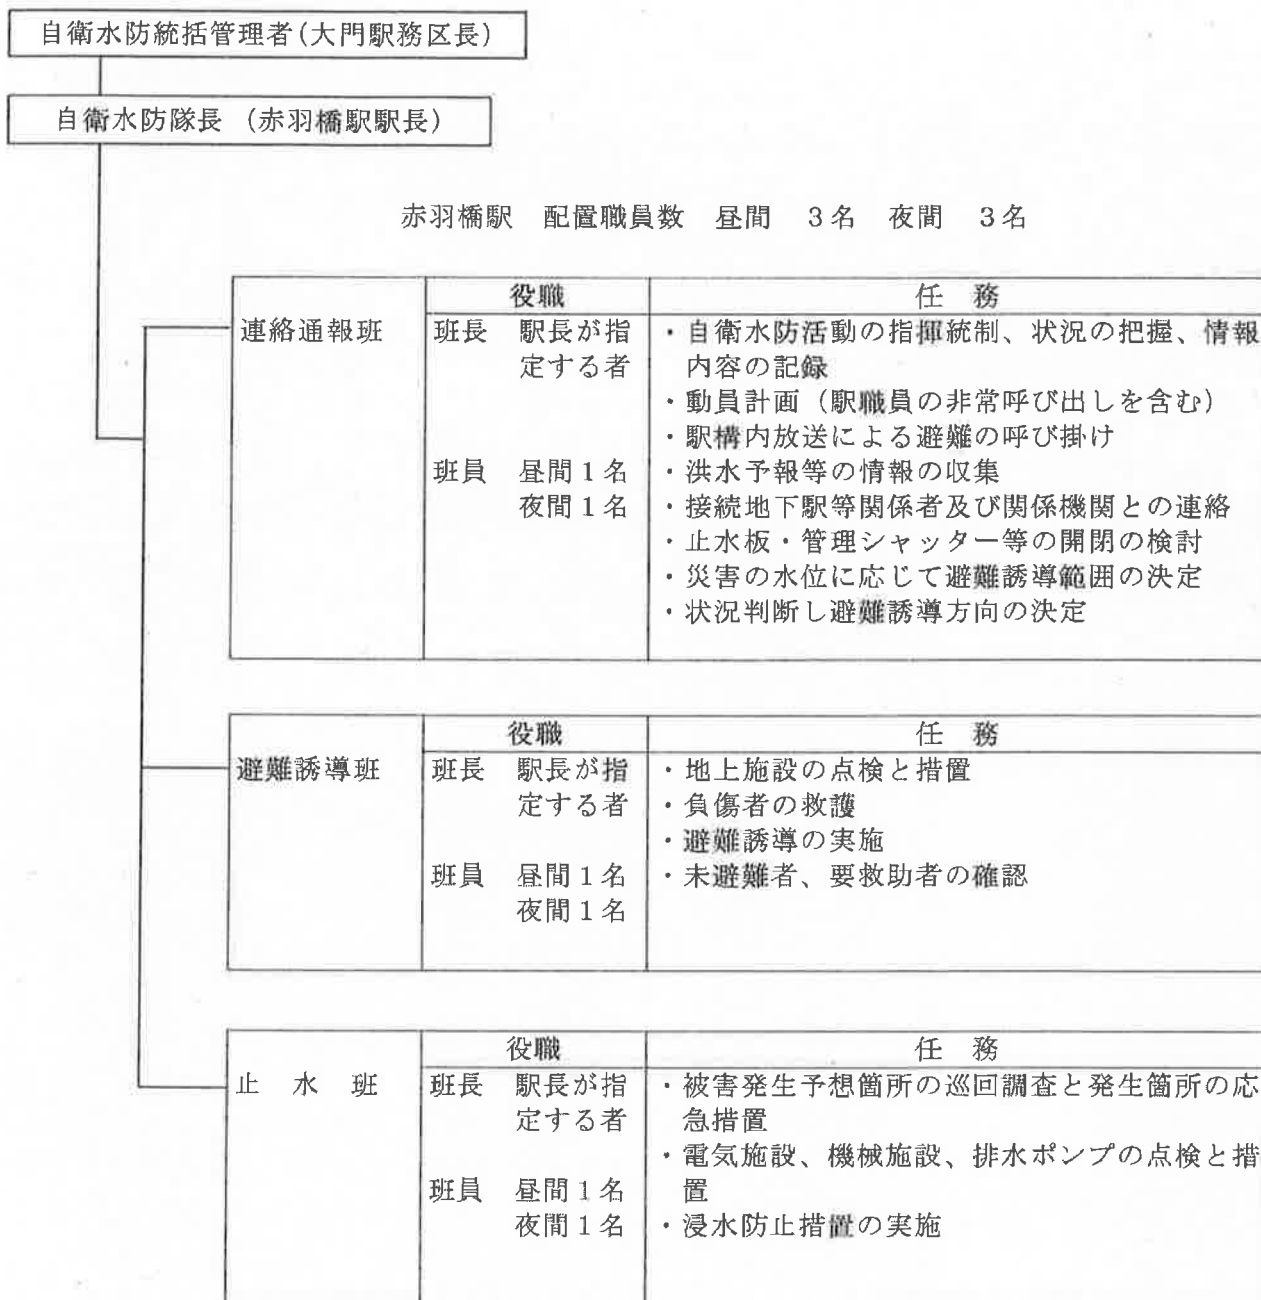 自衛水防統括管理者(大門駅務区長)
自衛水防隊長 (赤羽橋駅駅長)
赤羽橋駅 配置職員数 昼間 3名 夜間 3名
役職 任 務
連絡通報班 班長 駅長が指 ・自衛水防活動の指揮統制、状況の把握、情報
定する者 内容の記録
・動員計画(駅職員の非常呼び出しを含む)
・駅構内放送による避難の呼び掛け
班員 昼間1名 ・洪水予報等の情報の収集
夜間1名 ・接続地下駅等関係者及び関係機関との連絡
・止水板・管理シャッター等の開閉の検討
・災害の水位に応じて避難誘導範囲の決定
・状況判断し避難誘導方向の決定
役職 任 務
避難誘導班 班長 駅長が指 ・地上施設の点検と措置
定する者 ・負傷者の救護
・避難誘導の実施
班員 昼間1名 ・未避難者、要救助者の確認
夜間1名
役職 任 務
止 水 班 班長 駅長が指 ・被害発生予想箇所の巡回調査と発生箇所の応
定する者 急措置
・電気施設、機械施設、排水ポンプの点検と措
班員 昼間1名 置
夜間1名 ・浸水防止措置の実施